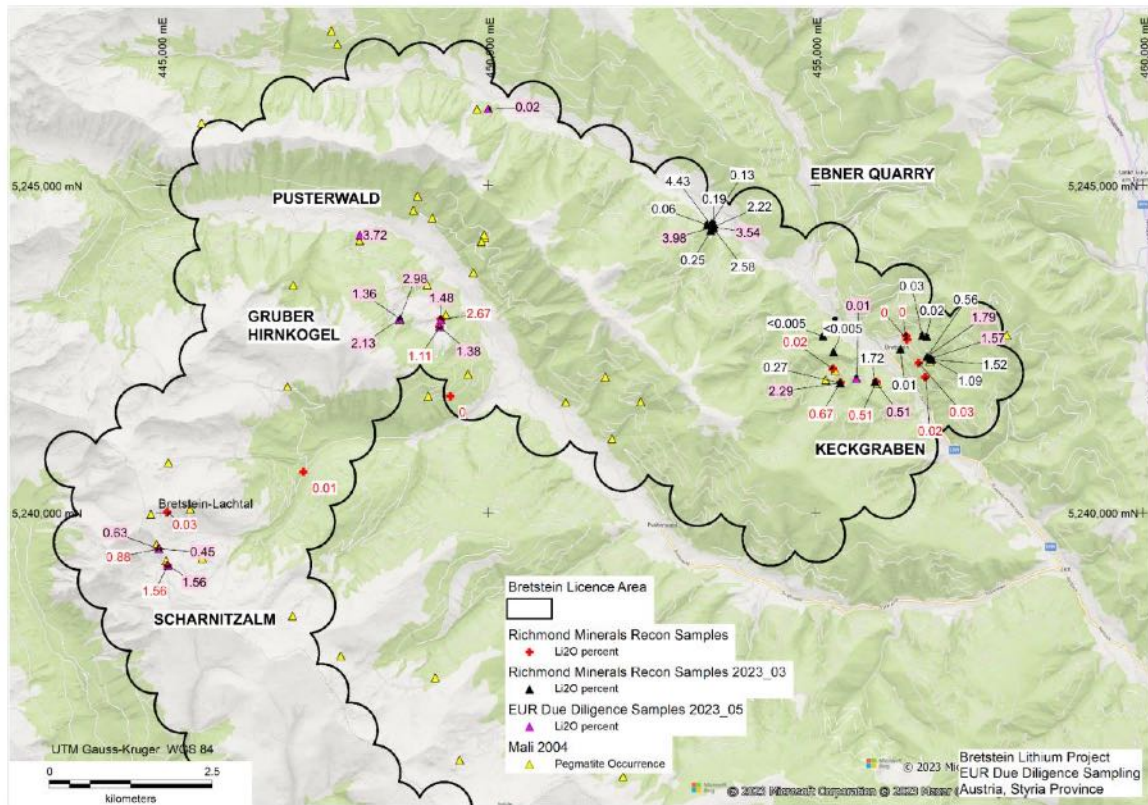 445,000 mE
450,000 mE
455,000 mE
460,000 mE
0.02
5,245,000 mN
5,245,000 mN
PUSTERWALD
EBNER QUARRY
4.43
0.13
0.19
0.06
2.22
3.98
3.54
0.25
2.58
3.72
2.98
1.36
1.48
2.67
GRUBER
HIRNKOGEL
2.13
1.11
1.38
0
0.01
0.03
0.56
0 0
0.02
1.79
<0.005
<0.005
1.57
0.02
1.72
0.27
1.52
2.29
0.01
1.09
0.67
0.51
0.51
0.03
0.02
KECKGRABEN
0.01
Bretstein-Lachtal
0.03
5,240,000 mN
5,240,000 mN
0.63
0.45
0.88
1.56
1.56
SCHARNITZALM
Pusterwald
Bretstein Licence Area
Richmond Minerals Recon Samples
Li2O percent
Richmond Minerals Recon Samples 2023_03
Li2O percent
EUR Due Diligence Samples 2023_05
Li2O percent
Mali 2004
Pegmatite Occurrence
UTM Gauss-Kruger WGS 84
0
2.5
kilometers
Bretstein Lithium Project
EUR Due Diligence Sampling
Austria, Styria Province
© 2023 Microsoft Corporation